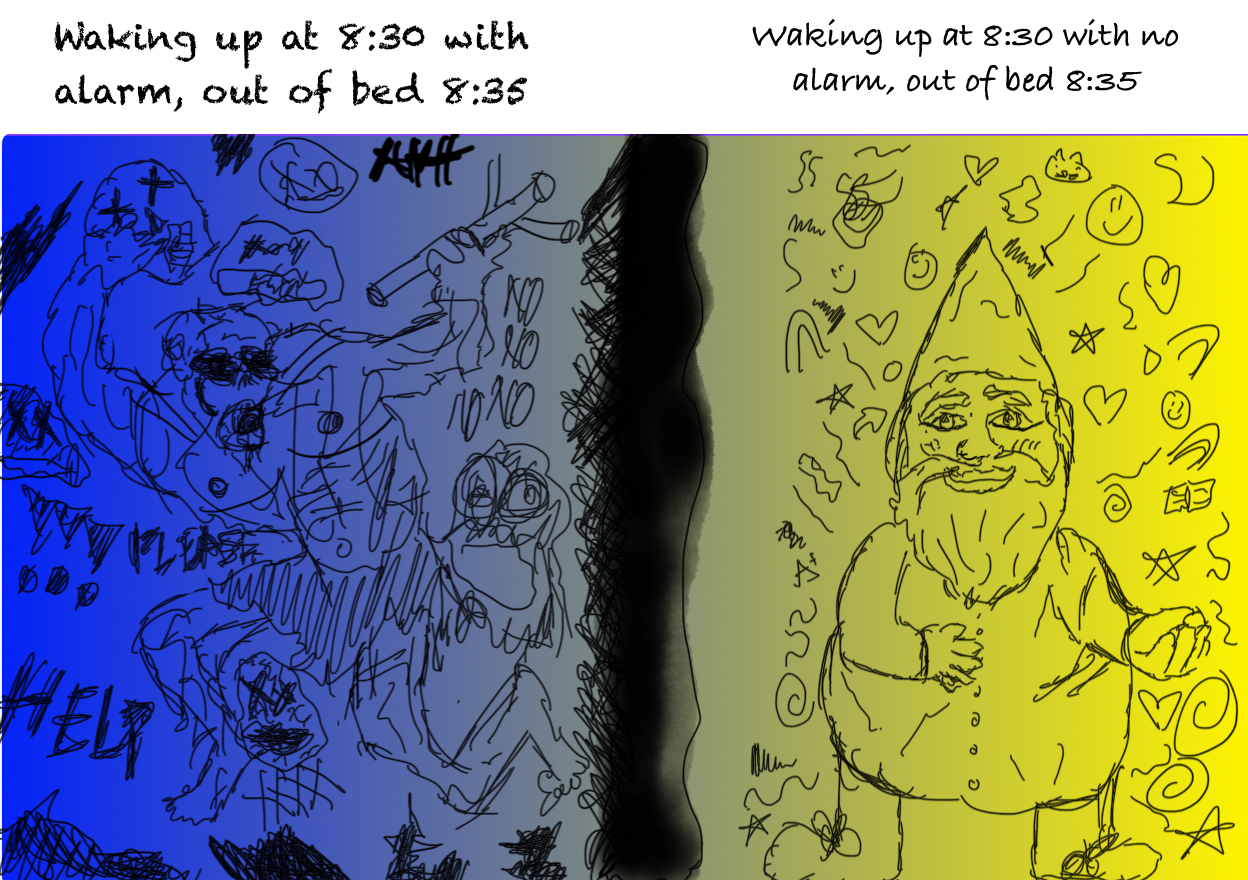 Waking up at 8:30 with
alarm, out of bed 8:35
Waking up at 8:30 with no
alarm, out of bed 8:35
NO
NO
NO NO
PLEASE
HELP